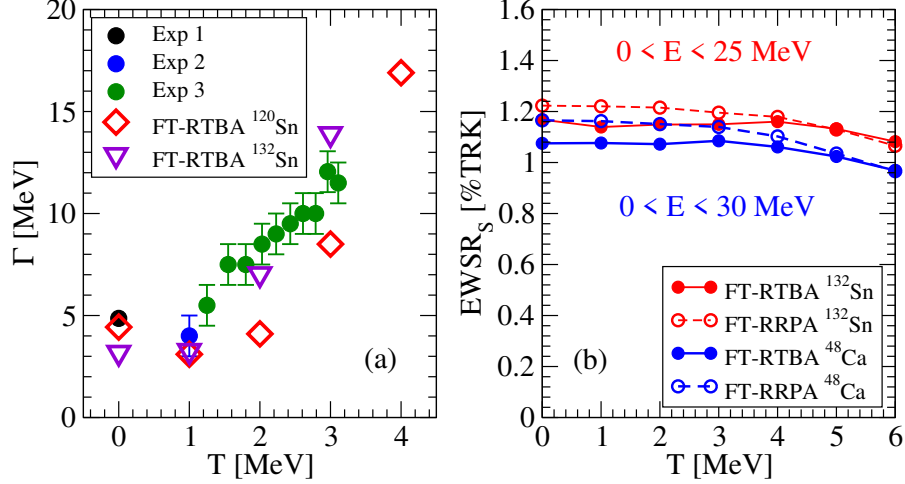 20
15
10
5
0
Γ [MeV]
Exp 1
Exp 2
Exp 3
FT-RTBA ¹²⁰Sn
FT-RTBA ¹³²Sn
(a)
0 1 2 3 4
T [MeV]
1.6
1.4
1.2
1
0.8
0.6
0.4
0.2
0
EWSR_S [%TRK]
0 < E < 25 MeV
0 < E < 30 MeV
FT-RTBA ¹³²Sn
FT-RRPA ¹³²Sn
FT-RTBA ⁴⁸Ca
FT-RRPA ⁴⁸Ca
(b)
0 1 2 3 4 5 6
T [MeV]